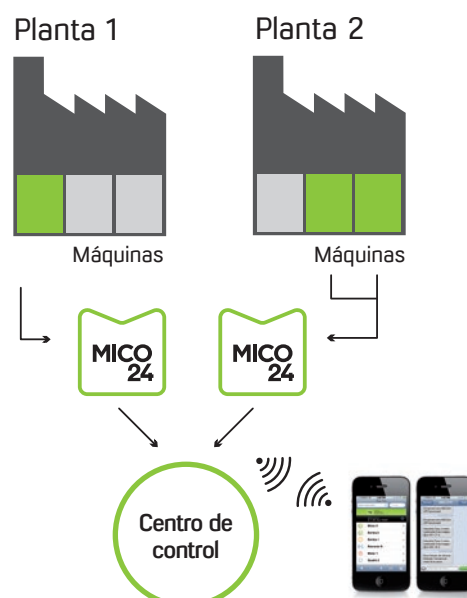 Planta 1
Planta 2
Máquinas
Máquinas
MICO
24
MICO
24
Centro de
control